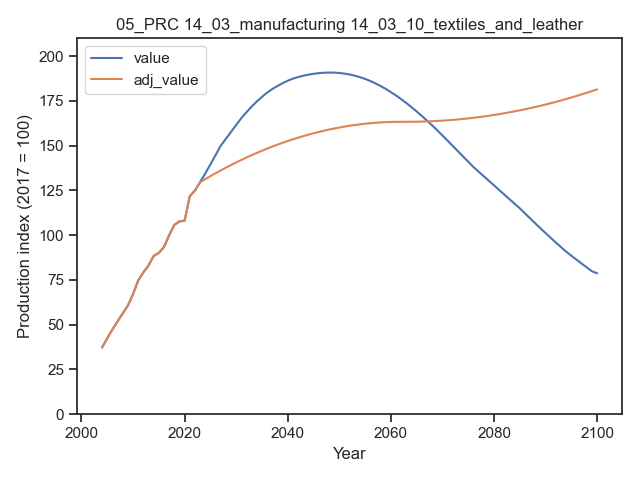 05_PRC 14_03_manufacturing 14_03_10_textiles_and_leather
value
adj_value
Production index (2017 = 100)
200
175
150
125
100
75
50
25
0
2000 2020 2040 2060 2080 2100
Year